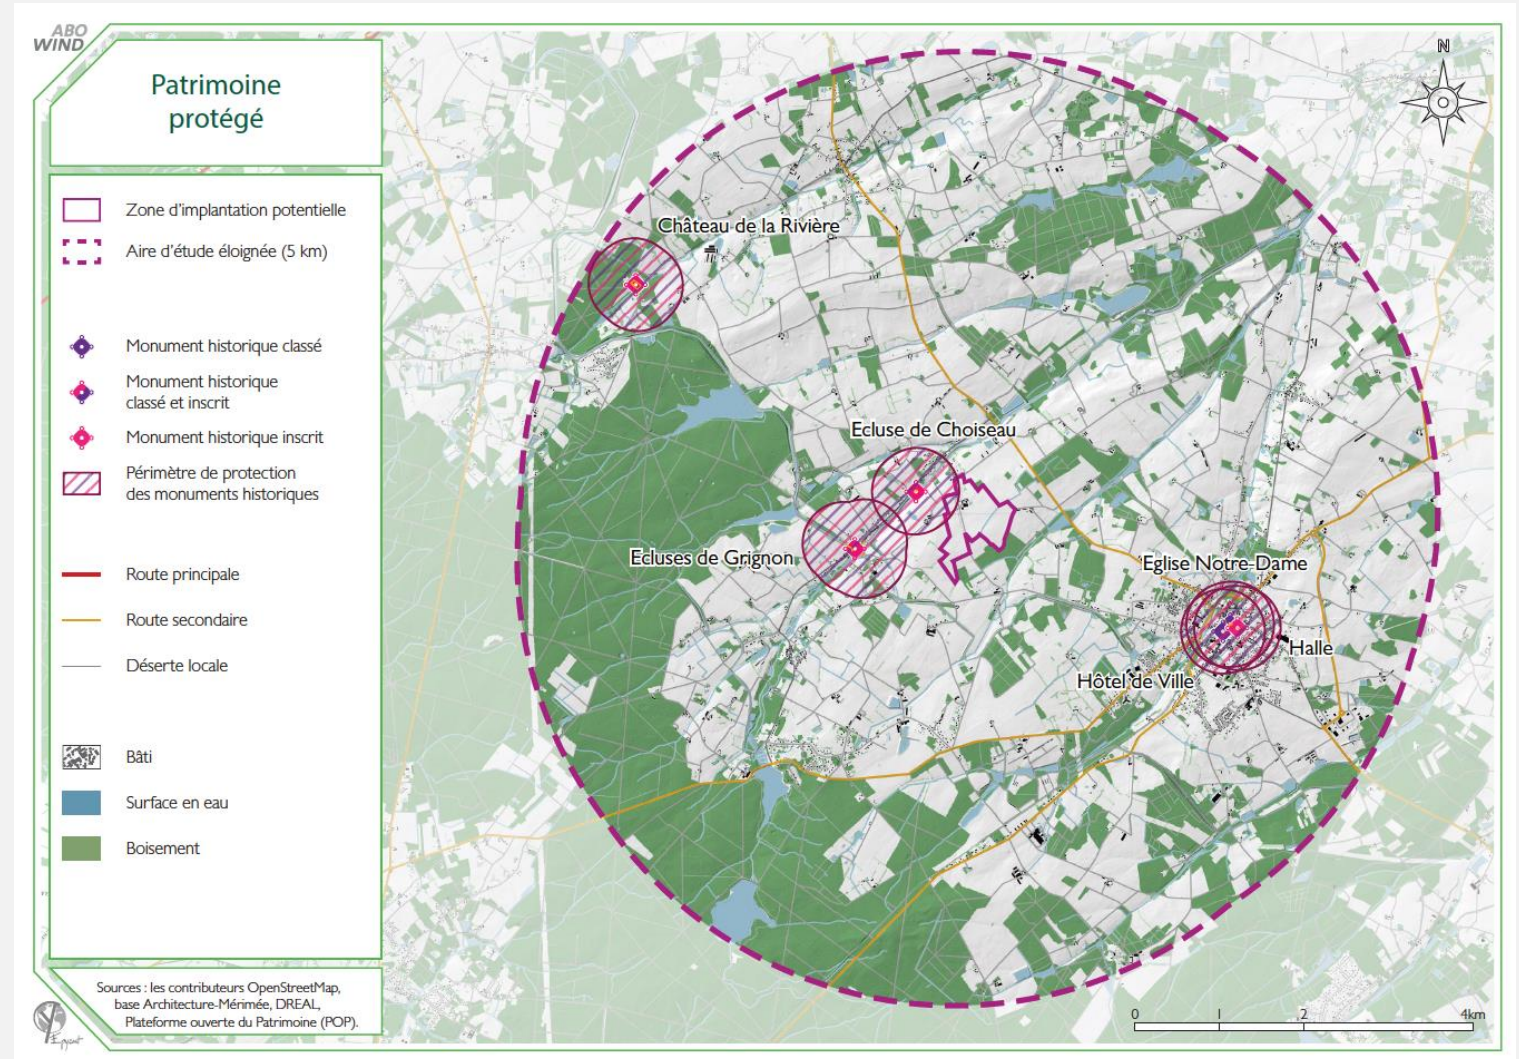 ABO
WIND
Patrimoine
protégé
Zone d'implantation potentielle
Aire d'étude éloignée (5 km)
Monument historique classé
Monument historique
classé et inscrit
Monument historique inscrit
Périmètre de protection
des monuments historiques
Route principale
Route secondaire
Déserte locale
Bâti
Surface en eau
Boisement
Sources : les contributeurs OpenStreetMap,
base Architecture-Mérimée, DREAL,
Plateforme ouverte du Patrimoine (POP).
N
Château de la Rivière
Ecluse de Choiseau
Ecluses de Grignon
Eglise Notre-Dame
Halle
Hôtel de Ville
0 1 2 4km